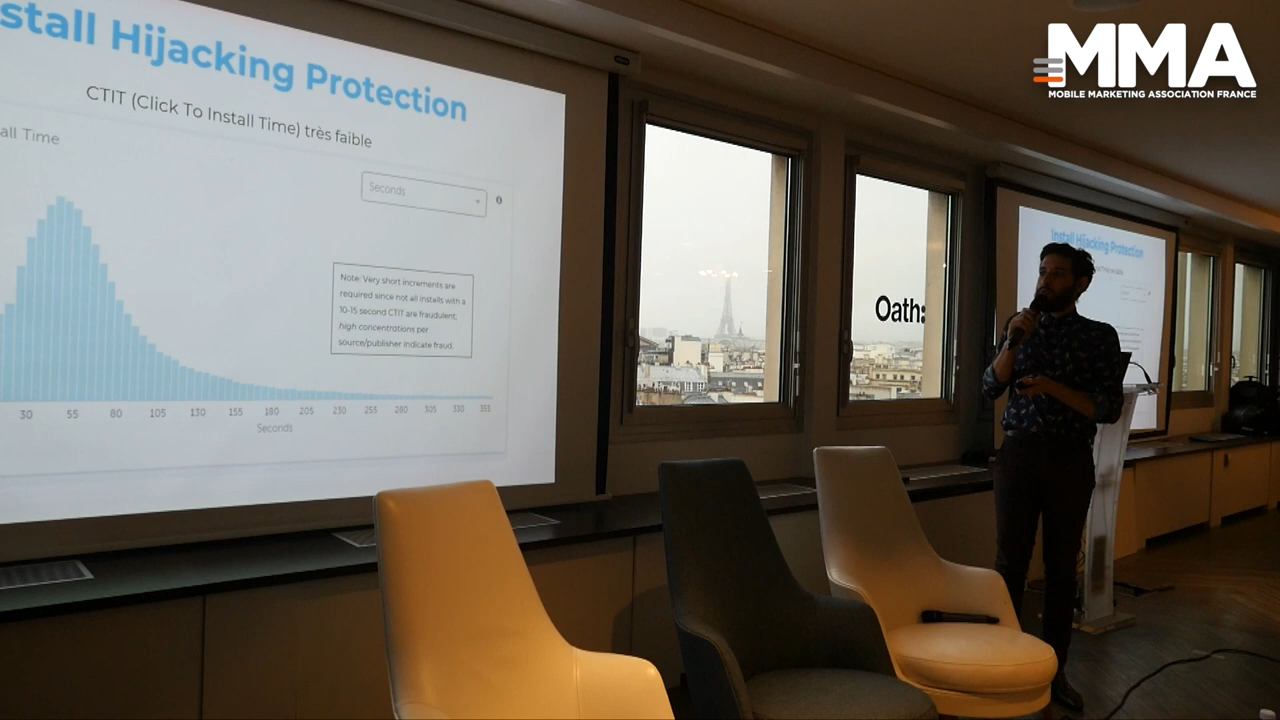 stall Hijacking Protection
CTIT (Click To Install Time) très faible
all Time
Seconds
Note: Very short increments are
required since not all installs with a
10-15 second CTIT are fraudulent;
high concentrations per
source/publisher indicate fraud.
30 55 80 105 130 155 180 205 230 255 280 305 330 355
Seconds
MMA
MOBILE MARKETING ASSOCIATION FRANCE
Oath:
Install Hijacking Protection